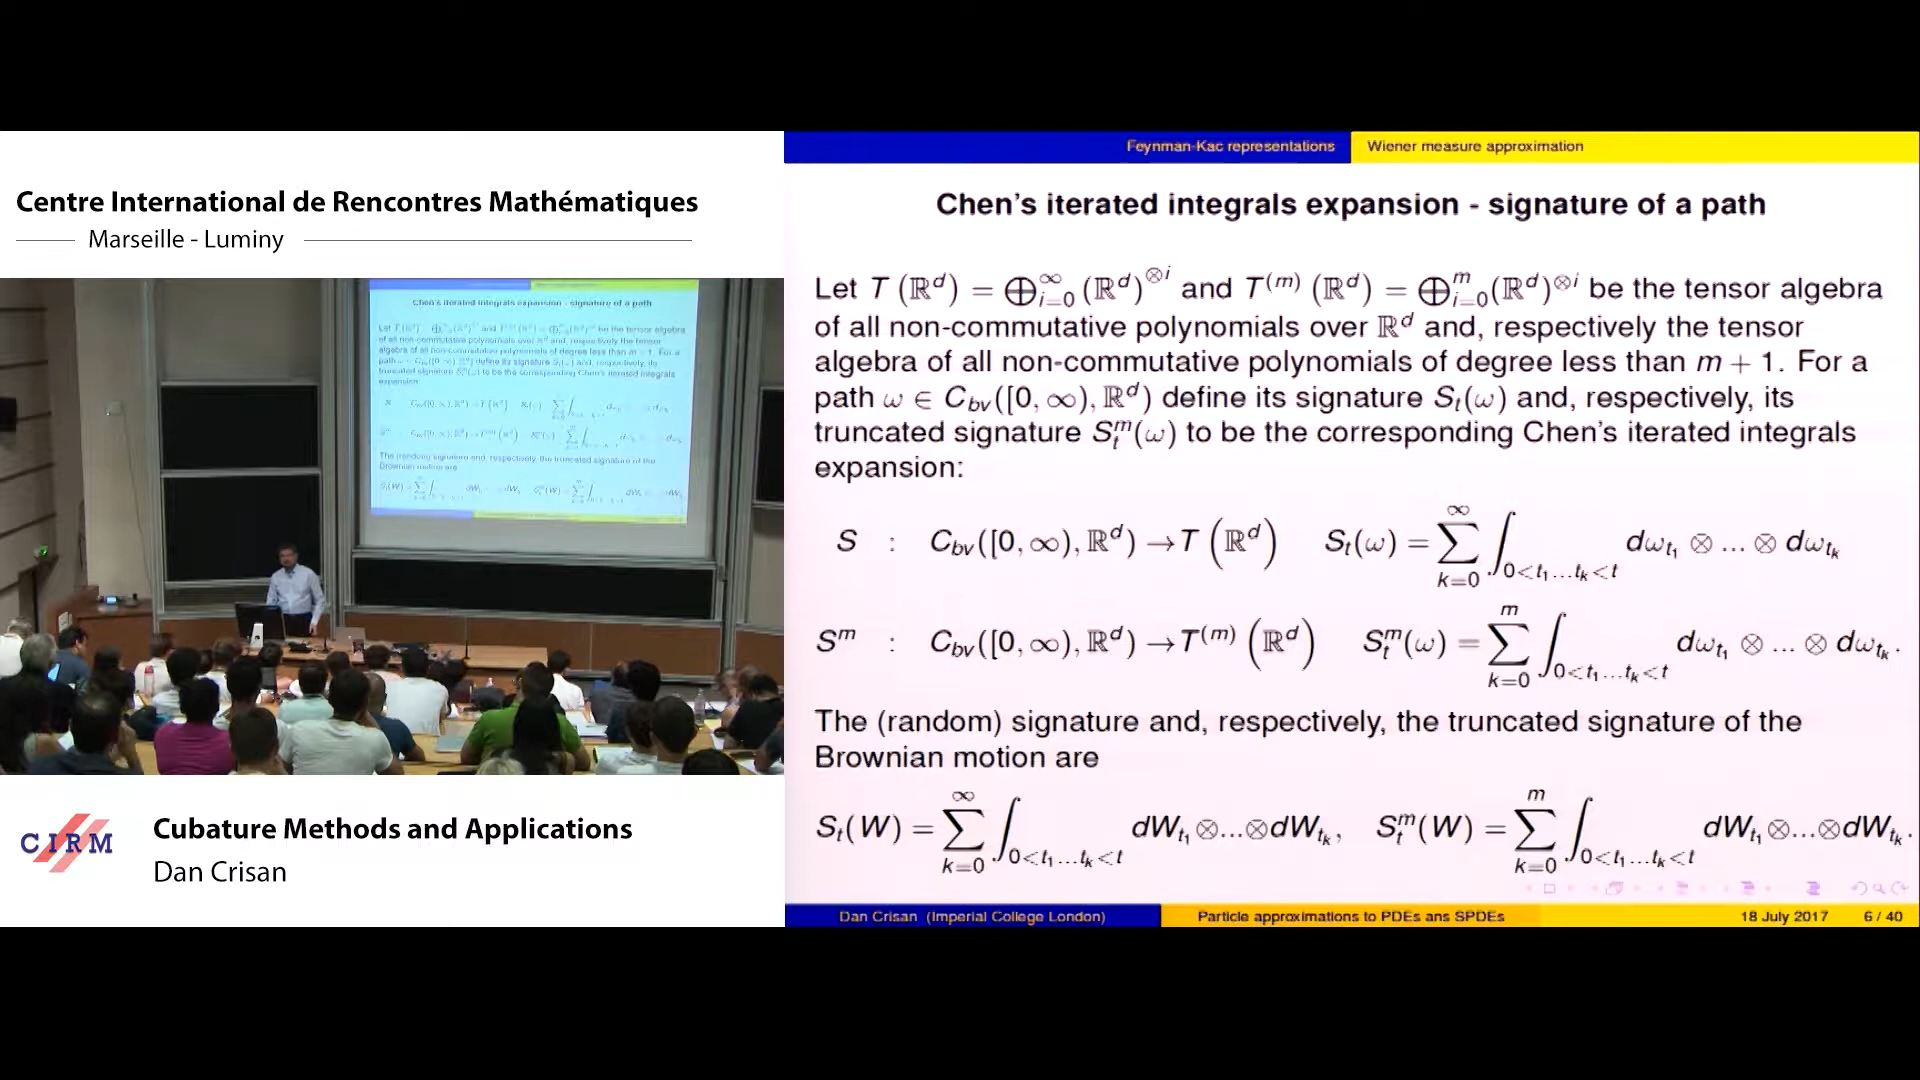 Centre International de Rencontres Mathématiques
Marseille - Luminy
Feynman-Kac representations Wiener measure approximation
Chen's iterated integrals expansion - signature of a path
Let T (ℝ^d) = ⊕_{i=0}^∞ (ℝ^d)^{⊗i} and T^{(m)} (ℝ^d) = ⊕_{i=0}^m (ℝ^d)^{⊗i} be the tensor algebra
of all non-commutative polynomials over ℝ^d and, respectively the tensor
algebra of all non-commutative polynomials of degree less than m + 1. For a
path ω ∈ C_{bv}([0, ∞), ℝ^d) define its signature S_t(ω) and, respectively, its
truncated signature S_t^m(ω) to be the corresponding Chen's iterated integrals
expansion:
S : C_{bv}([0, ∞), ℝ^d) → T (ℝ^d) S_t(ω) = ∑_{k=0}^∞ ∫_{0<t_1...t_k<t} dω_{t_1} ⊗ ... ⊗ dω_{t_k}
S^m : C_{bv}([0, ∞), ℝ^d) → T^{(m)} (ℝ^d) S_t^m(ω) = ∑_{k=0}^m ∫_{0<t_1...t_k<t} dω_{t_1} ⊗ ... ⊗ dω_{t_k}.
The (random) signature and, respectively, the truncated signature of the
Brownian motion are
S_t(W) = ∑_{k=0}^∞ ∫_{0<t_1...t_k<t} dW_{t_1} ⊗...⊗ dW_{t_k}, S_t^m(W) = ∑_{k=0}^m ∫_{0<t_1...t_k<t} dW_{t_1} ⊗...⊗ dW_{t_k}.
Dan Crisan (Imperial College London) Particle approximations to PDEs ans SPDEs 18 July 2017 6 / 40
CIRM
Cubature Methods and Applications
Dan Crisan